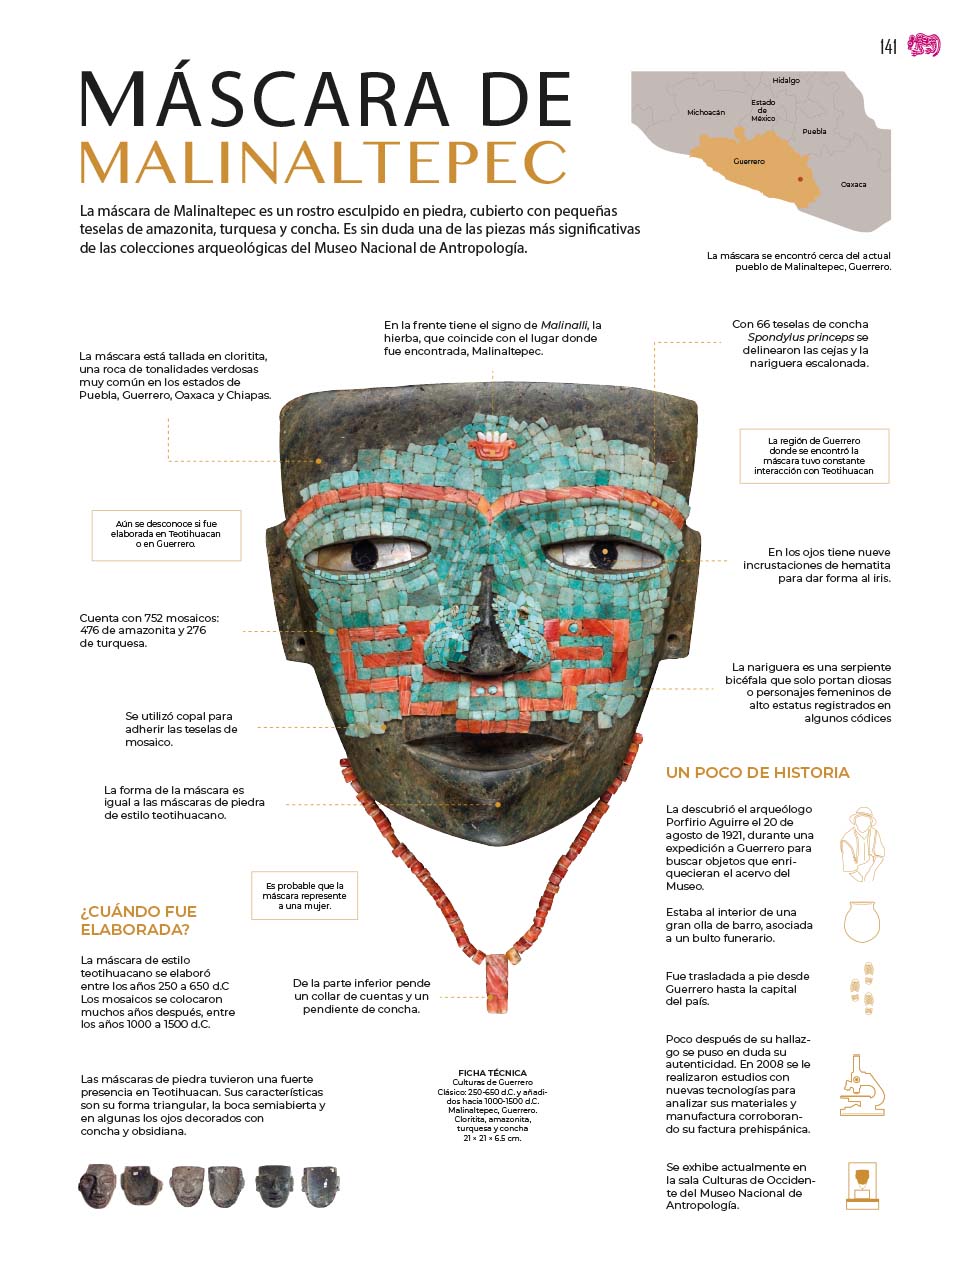 141
MÁSCARA DE
MALINALTEPEC
La máscara de Malinaltepec es un rostro esculpido en piedra, cubierto con pequeñas
teselas de amazonita, turquesa y concha. Es sin duda una de las piezas más significativas
de las colecciones arqueológicas del Museo Nacional de Antropología.
Hidalgo
Michoacán
Estado
de
México
Puebla
Guerrero
Oaxaca
La máscara se encontró cerca del actual
pueblo de Malinaltepec, Guerrero.
La máscara está tallada en cloritita,
una roca de tonalidades verdosas
muy común en los estados de
Puebla, Guerrero, Oaxaca y Chiapas.
En la frente tiene el signo de Malinalli, la
hierba, que coincide con el lugar donde
fue encontrada, Malinaltepec.
Con 66 teselas de concha
Spondylus princeps se
delinearon las cejas y la
nariguera escalonada.
La región de Guerrero
donde se encontró la
máscara tuvo constante
interacción con Teotihuacan
Aún se desconoce si fue
elaborada en Teotihuacan
o en Guerrero.
En los ojos tiene nueve
incrustaciones de hematita
para dar forma al iris.
Cuenta con 752 mosaicos:
476 de amazonita y 276
de turquesa.
La nariguera es una serpiente
bicéfala que solo portan diosas
o personajes femeninos de
alto estatus registrados en
algunos códices
Se utilizó copal para
adherir las teselas de
mosaico.
La forma de la máscara es
igual a las máscaras de piedra
de estilo teotihuacano.
Es probable que la
máscara represente
a una mujer.
¿CUÁNDO FUE
ELABORADA?
La máscara de estilo
teotihuacano se elaboró
entre los años 250 a 650 d.C
Los mosaicos se colocaron
muchos años después, entre
los años 1000 a 1500 d.C.
De la parte inferior pende
un collar de cuentas y un
pendiente de concha.
Las máscaras de piedra tuvieron una fuerte
presencia en Teotihuacan. Sus características
son su forma triangular, la boca semiabierta y
en algunas los ojos decorados con
concha y obsidiana.
FICHA TÉCNICA
Culturas de Guerrero
Clásico: 250-650 d.C. y añadi-
dos hacia 1000-1500 d.C.
Malinaltepec, Guerrero.
Cloritita, amazonita,
turquesa y concha
21 × 21 × 6.5 cm.
UN POCO DE HISTORIA
La descubrió el arqueólogo
Porfirio Aguirre el 20 de
agosto de 1921, durante una
expedición a Guerrero para
buscar objetos que enri-
quecieran el acervo del
Museo.
Estaba al interior de una
gran olla de barro, asociada
a un bulto funerario.
Fue trasladada a pie desde
Guerrero hasta la capital
del país.
Poco después de su hallaz-
go se puso en duda su
autenticidad. En 2008 se le
realizaron estudios con
nuevas tecnologías para
analizar sus materiales y
manufactura corroboran-
do su factura prehispánica.
Se exhibe actualmente en
la sala Culturas de Occiden-
te del Museo Nacional de
Antropología.